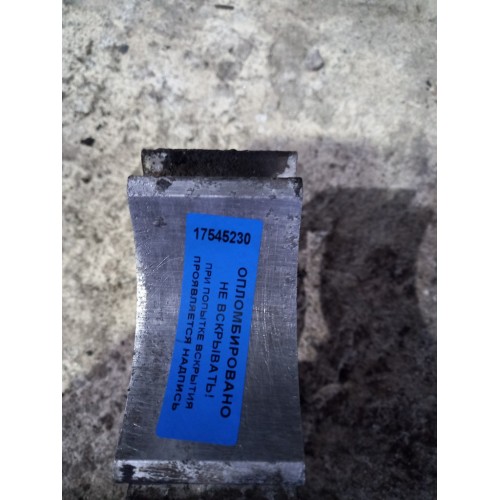 17545230
ОПЛОМБИРОВАНО
НЕ ВСКРЫВАТЬ!
ПРИ ПОПЫТКЕ ВСКРЫТИЯ
ПРОЯВЛЯЕТСЯ НАДПИСЬ